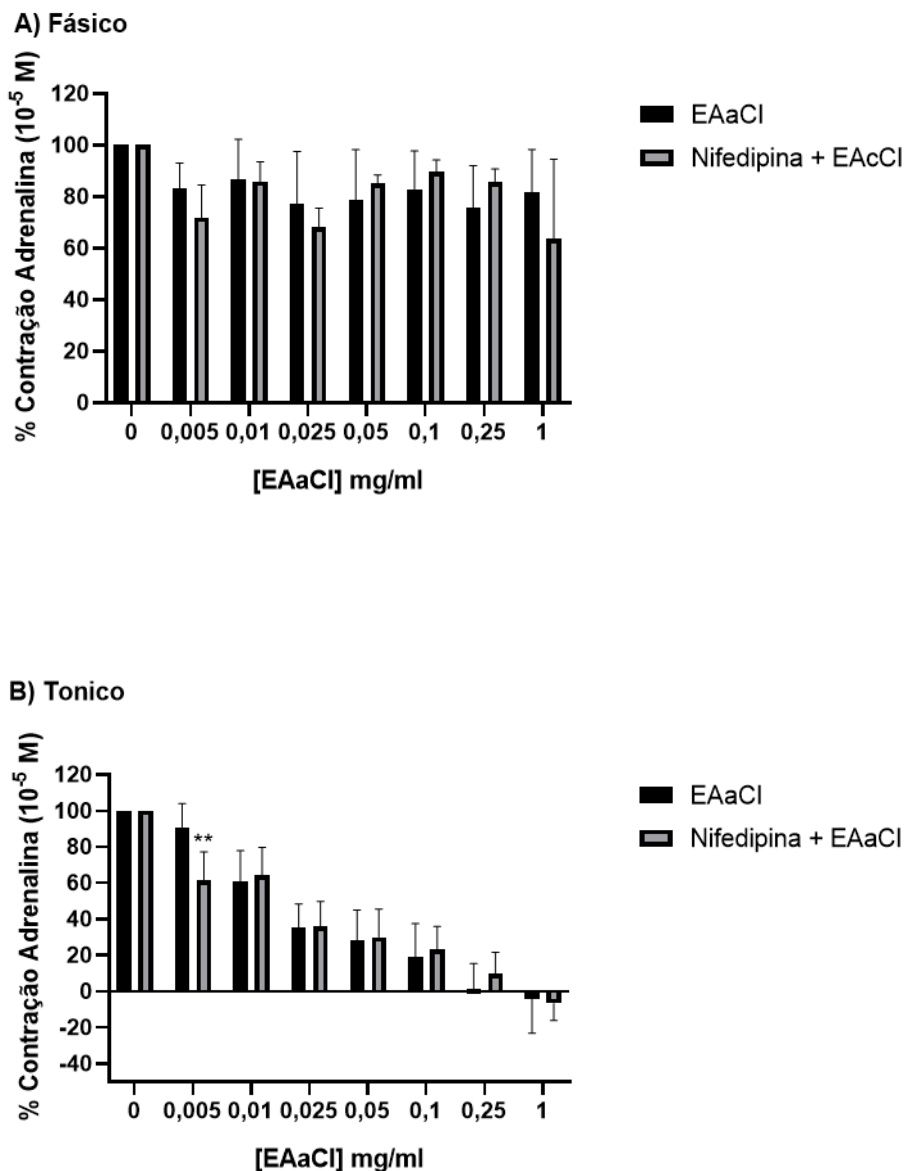 A) Fásico
% Contração Adrenalina (10⁻⁵ M)
120
100
80
60
40
20
0
0 0,005 0,01 0,025 0,05 0,1 0,25 1
[EAaCl] mg/ml
EAaCl
Nifedipina + EAcCl
B) Tonico
% Contração Adrenalina (10⁻⁵ M)
120
100
80
60
40
20
0
-20
-40
**
0 0,005 0,01 0,025 0,05 0,1 0,25 1
[EAaCl] mg/ml
EAaCl
Nifedipina + EAaCl